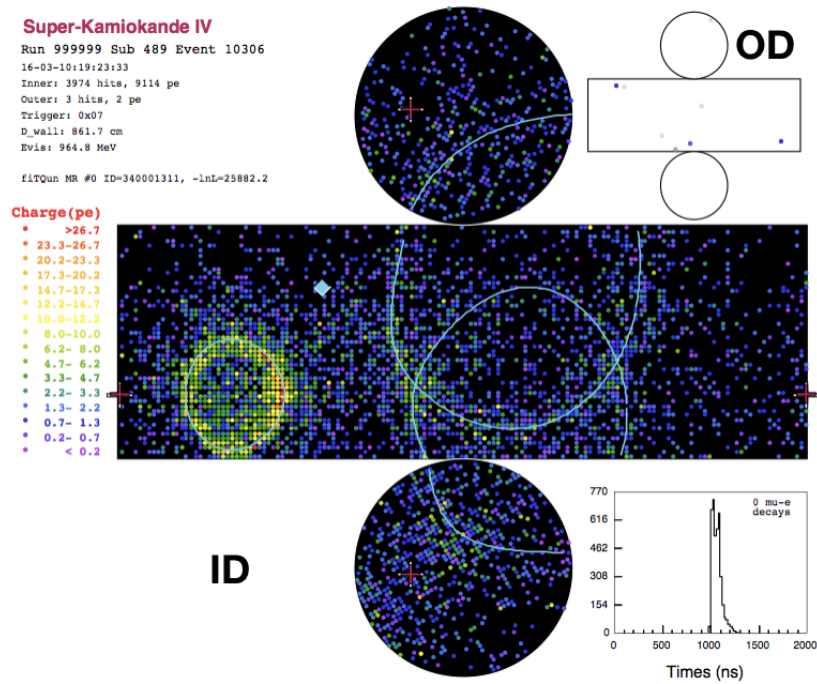 Super-Kamiokande IV
Run 999999 Sub 489 Event 10306
16-03-10:19:23:33
Inner: 3974 hits, 9114 pe
Outer: 3 hits, 2 pe
Trigger: 0x07
D_wall: 861.7 cm
Evis: 964.8 MeV
fiTQun MR #0 ID=340001311, -lnL=25882.2
OD
Charge(pe)
>26.7
23.3-26.7
20.2-23.3
17.3-20.2
14.7-17.3
12.2-14.7
10.0-12.2
8.0-10.0
6.2- 8.0
4.7- 6.2
3.3- 4.7
2.2- 3.3
1.3- 2.2
0.7- 1.3
0.2- 0.7
< 0.2
ID
0 mu-e
decays
770
616
462
308
154
0
0 500 1000 1500 2000
Times (ns)